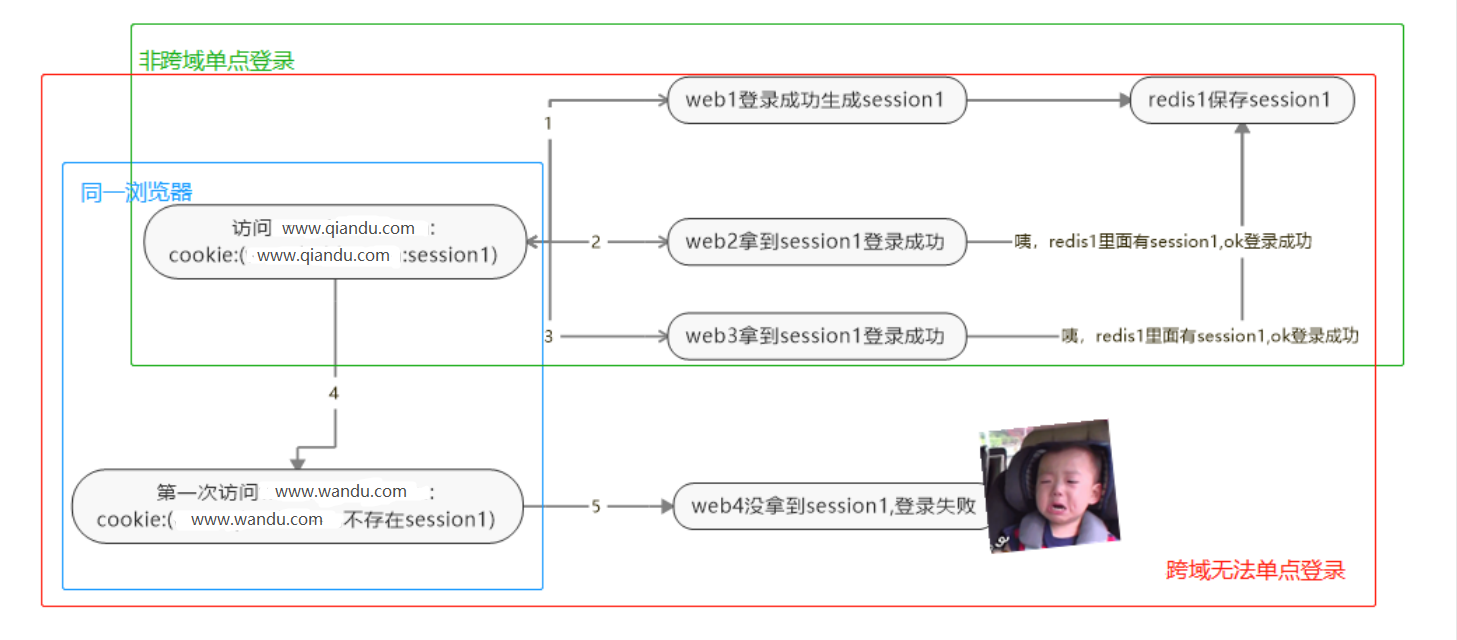 非跨域单点登录
web1登录成功生成session1
redis1保存session1
1
同一浏览器
访问 www.qiandu.com :
cookie:( www.qiandu.com :session1)
2
web2拿到session1登录成功
咦，redis1里面有session1,ok登录成功
3
web3拿到session1登录成功
咦，redis1里面有session1,ok登录成功
4
第一次访问 www.wandu.com :
cookie:( www.wandu.com 不存在session1)
5
web4没拿到session1,登录失败
跨域无法单点登录